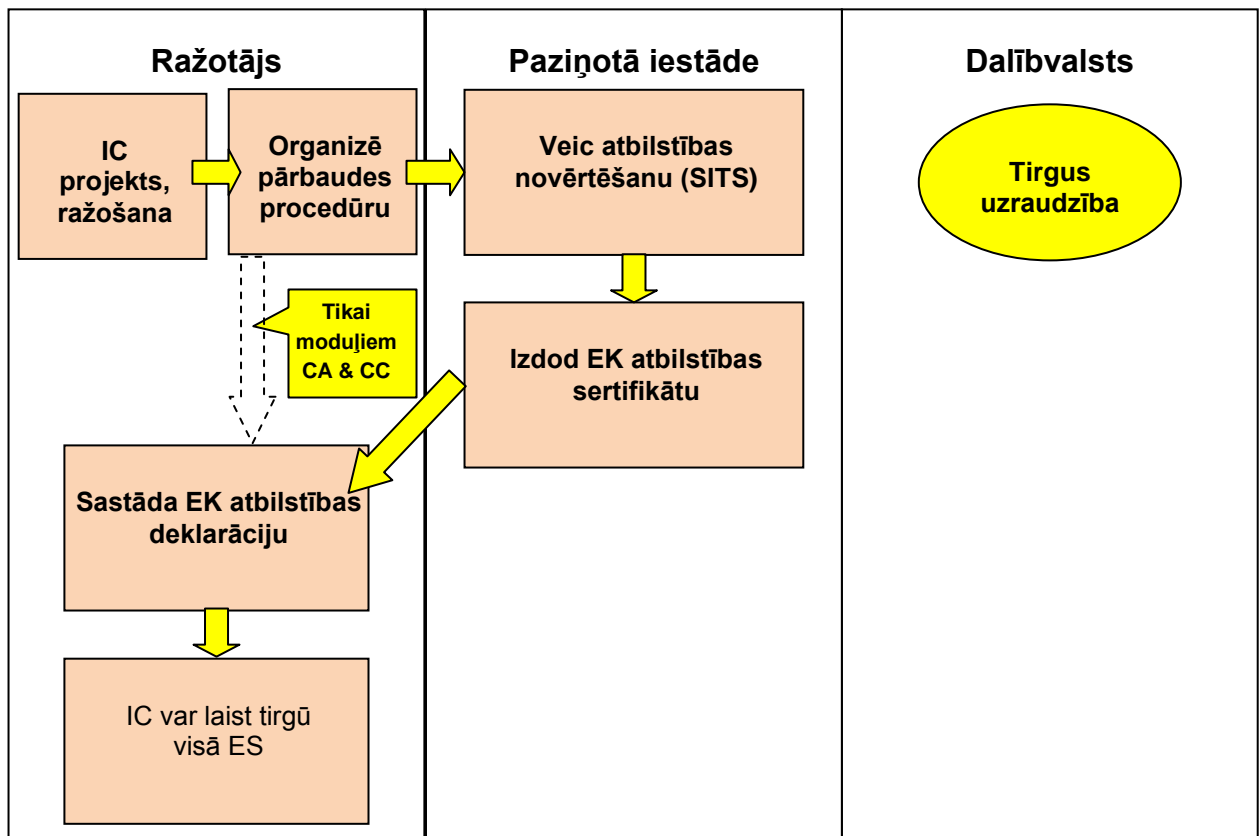 Ražotājs
Paziņotā iestāde
Dalībvalsts
IC
projekts,
ražošana
Organizē
pārbaudes
procedūru
Veic atbilstības
novērtēšanu (SITS)
Tirgus
uzraudzība
Tikai
moduļiem
CA & CC
Izdod EK atbilstības
sertifikātu
Sastāda EK atbilstības
deklarāciju
IC var laist tirgū
visā ES